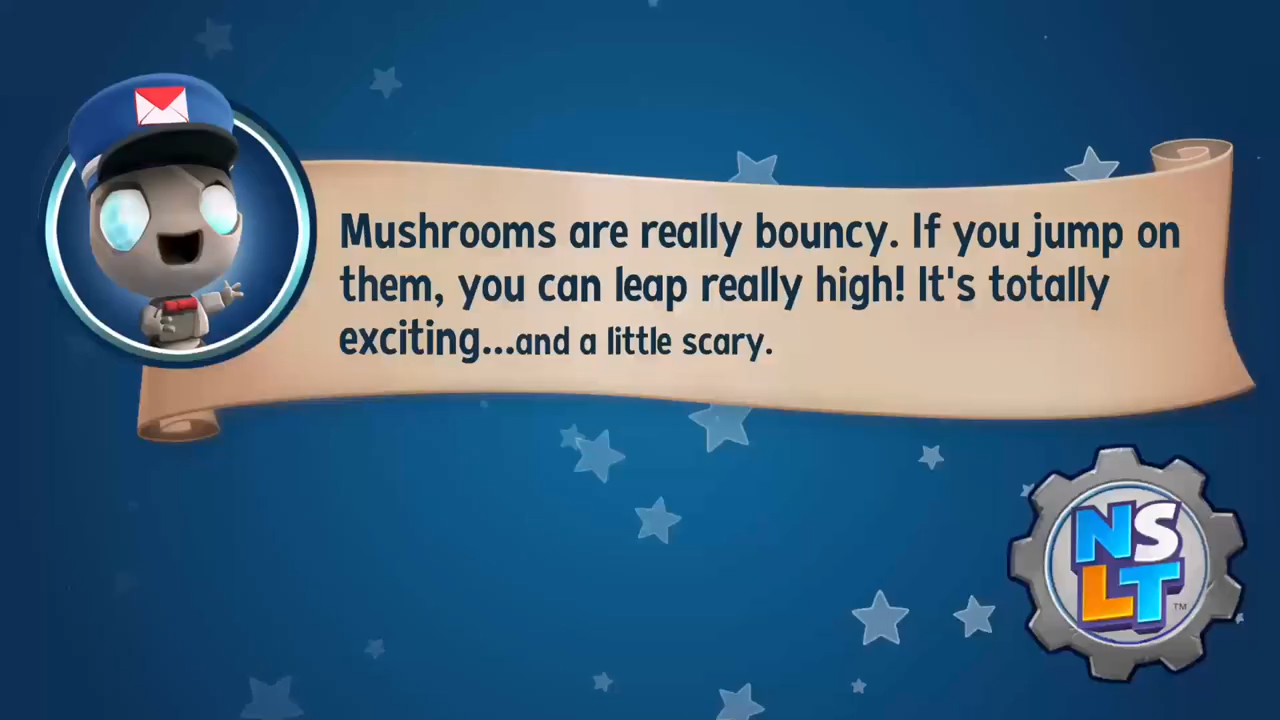 Mushrooms are really bouncy. If you jump on
them, you can leap really high! It's totally
exciting...and a little scary.
NS
LT™